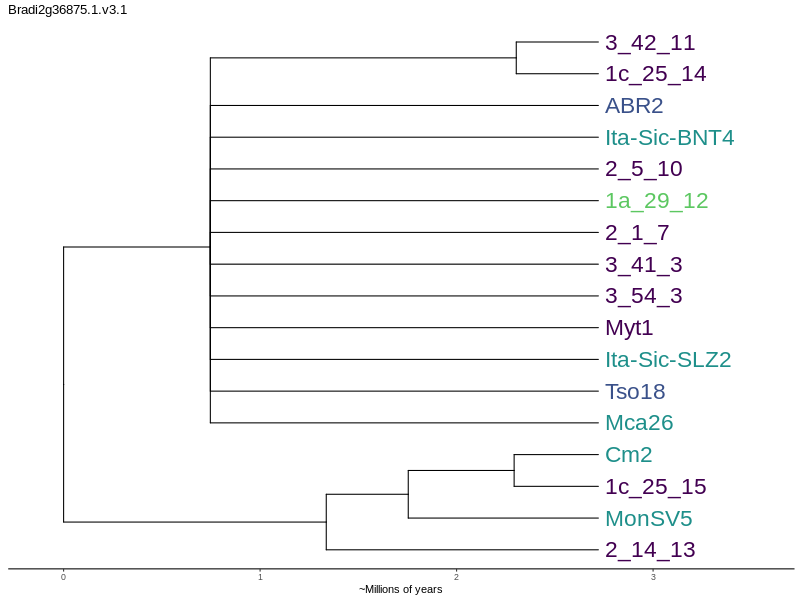 Bradi2g36875.1.v3.1
3_42_11
1c_25_14
ABR2
Ita-Sic-BNT4
2_5_10
1a_29_12
2_1_7
3_41_3
3_54_3
Myt1
Ita-Sic-SLZ2
Tso18
Mca26
Cm2
1c_25_15
MonSV5
2_14_13
0 1 2 3
~Millions of years